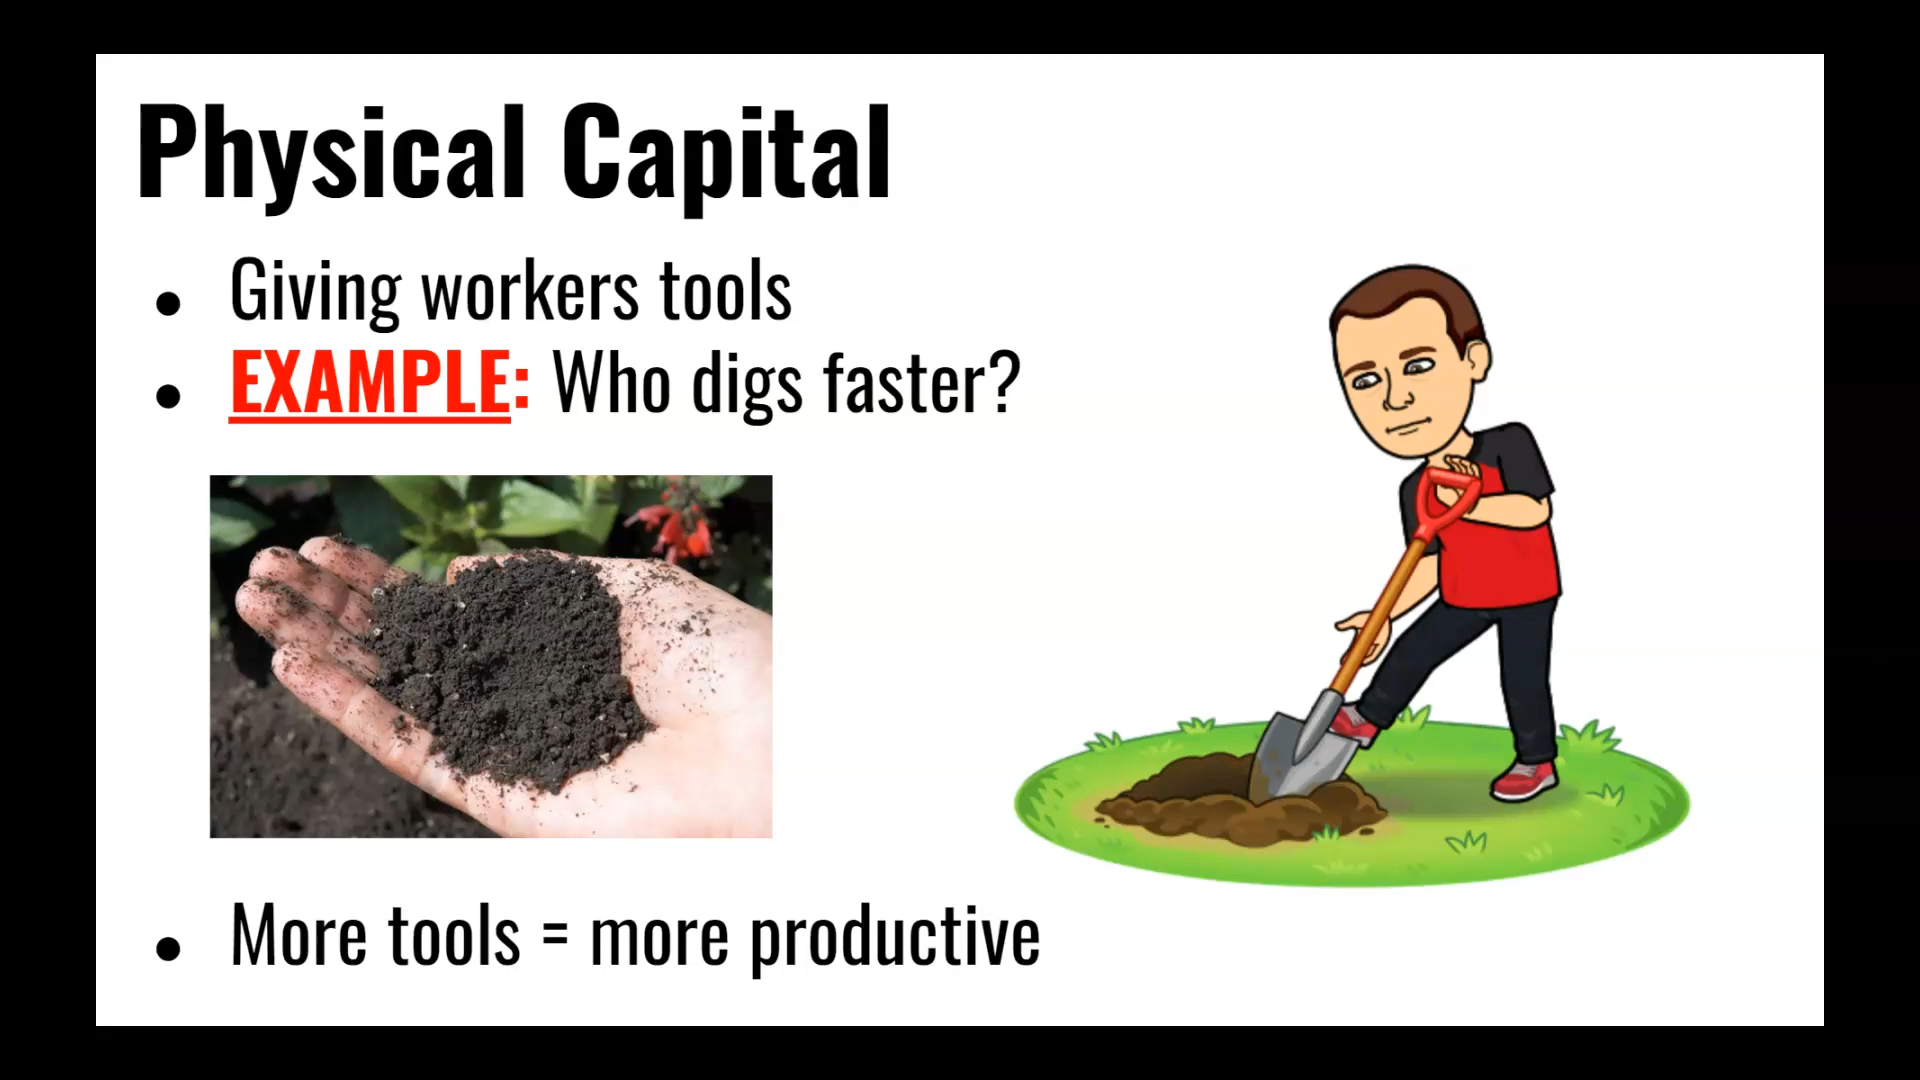 Physical Capital
● Giving workers tools
● EXAMPLE: Who digs faster?
● More tools = more productive